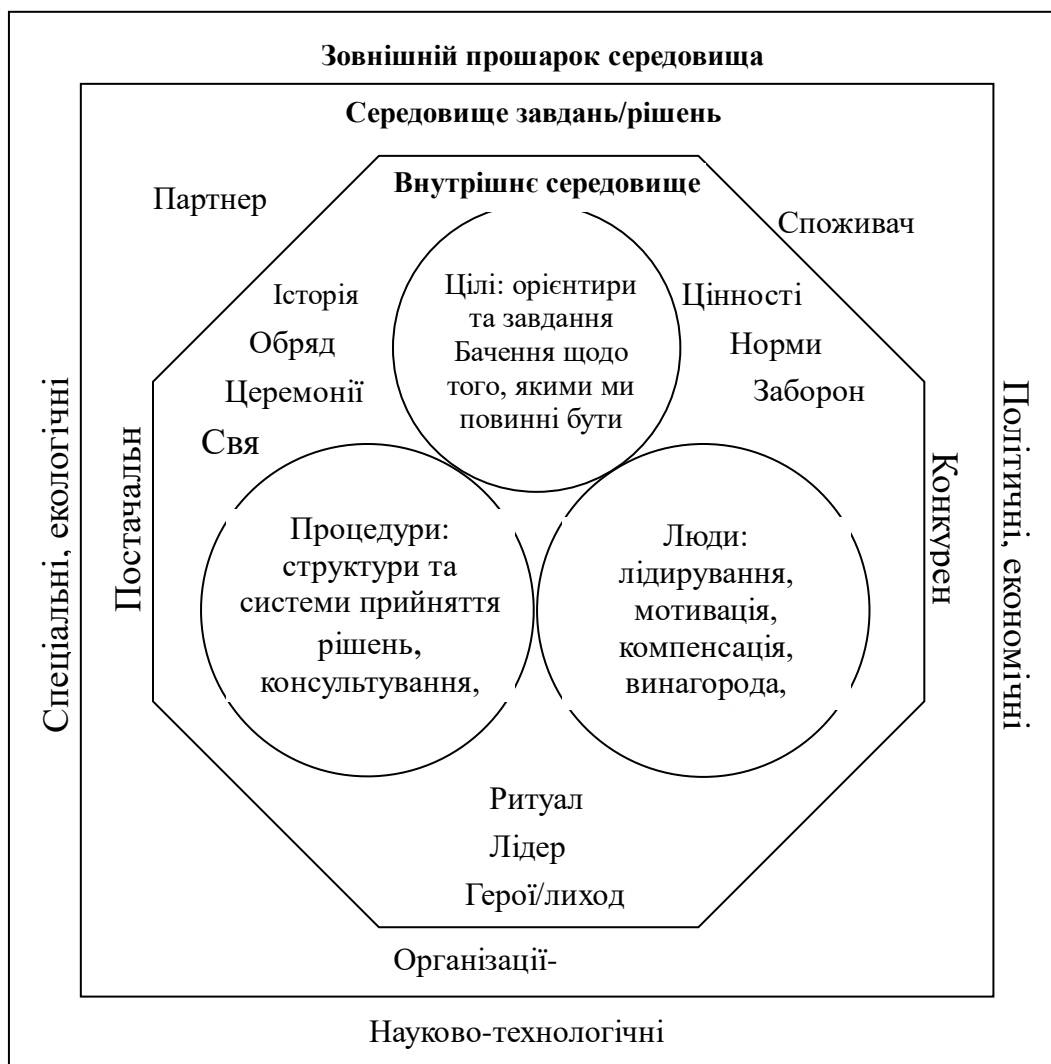 Зовнішній прошарок середовища
Середовище завдань/рішень
Внутрішнє середовище
Партнер
Споживач
Історія
Обряд
Церемонії
Свя
Цілі: орієнтири
та завдання
Бачення щодо
того, якими ми
повинні бути
Цінності
Норми
Заборон
Спеціальні, екологічні
Постачальн
Конкурен
Політичні, економічні
Процедури:
структури та
системи прийняття
рішень,
консультування,
Люди:
лідирування,
мотивація,
компенсація,
винагорода,
Ритуал
Лідер
Герої/лиход
Організації-
Науково-технологічні